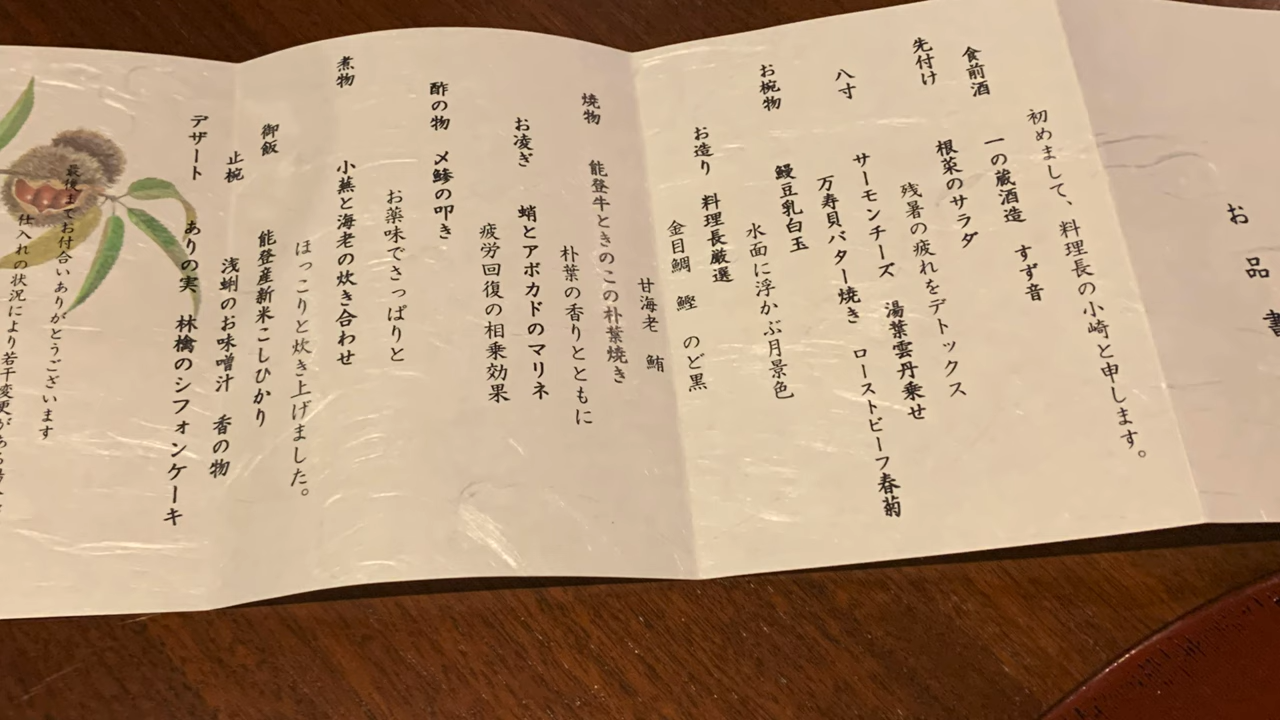 お品書
初めまして、料理長の小崎と申します。
食前酒 一の蔵酒造 すず音
先付け 根菜のサラダ
残暑の疲れをデトックス
八寸 サーモンチーズ 湯葉雲丹乗せ
万寿貝バター焼き ローストビーフ春菊
お椀物 鰻豆乳白玉
水面に浮かぶ月景色
お造り 料理長厳選
金目鯛 鰹 のど黒
甘海老 鮪
焼物 能登牛ときのこの朴葉焼き
朴葉の香りとともに
お凌ぎ 蛸とアボカドのマリネ
疲労回復の相乗効果
酢の物 〆鯵の叩き
お薬味でさっぱりと
煮物 小蕪と海老の炊き合わせ
ほっこりと炊き上げました。
御飯 能登産新米こしひかり
止椀 浅蜊のお味噌汁 香の物
デザート ありの実 林檎のシフォンケーキ
最後までお付合いありがとうございます
仕入れの状況により若干変更がある場合